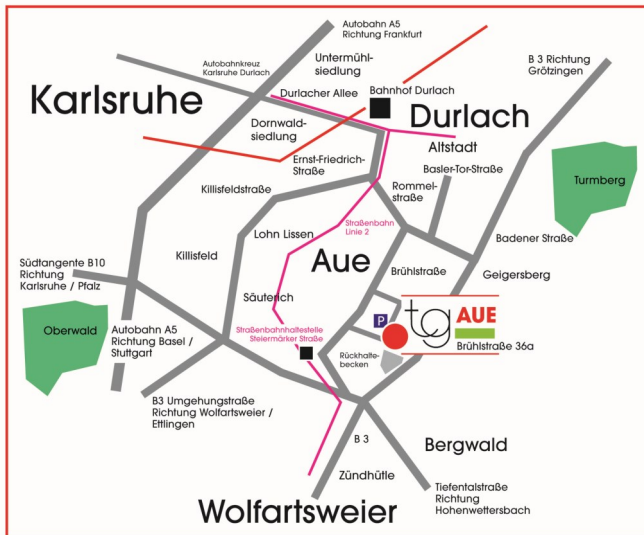 Autobahn A5
Richtung Frankfurt
Untermühl-
siedlung
B 3 Richtung
Grötzingen
Autobahnkreuz
Karlsruhe Durlach
Bahnhof Durlach
Karlsruhe
Durlacher Allee
Durlach
Dornwald-
siedlung
Altstadt
Ernst-Friedrich-
Straße
Basler-Tor-Straße
Turmberg
Killisfeldstraße
Rommel-
straße
Straßenbahn
Linie 2
Lohn Lissen
Badener Straße
Killisfeld
Aue
Südtangente B10
Richtung
Karlsruhe / Pfalz
Brühlstraße
Geigersberg
Säuterich
Oberwald
Autobahn A5
Richtung Basel /
Stuttgart
Straßenbahnhaltestelle
Steiermärker Straße
P
tg
AUE
Brühlstraße 36a
Rückhalte-
becken
B3 Umgehungstraße
Richtung Wolfartsweier /
Ettlingen
B 3
Bergwald
Zündhütle
Tiefentalstraße
Richtung
Hohenwettersbach
Wolfartsweier